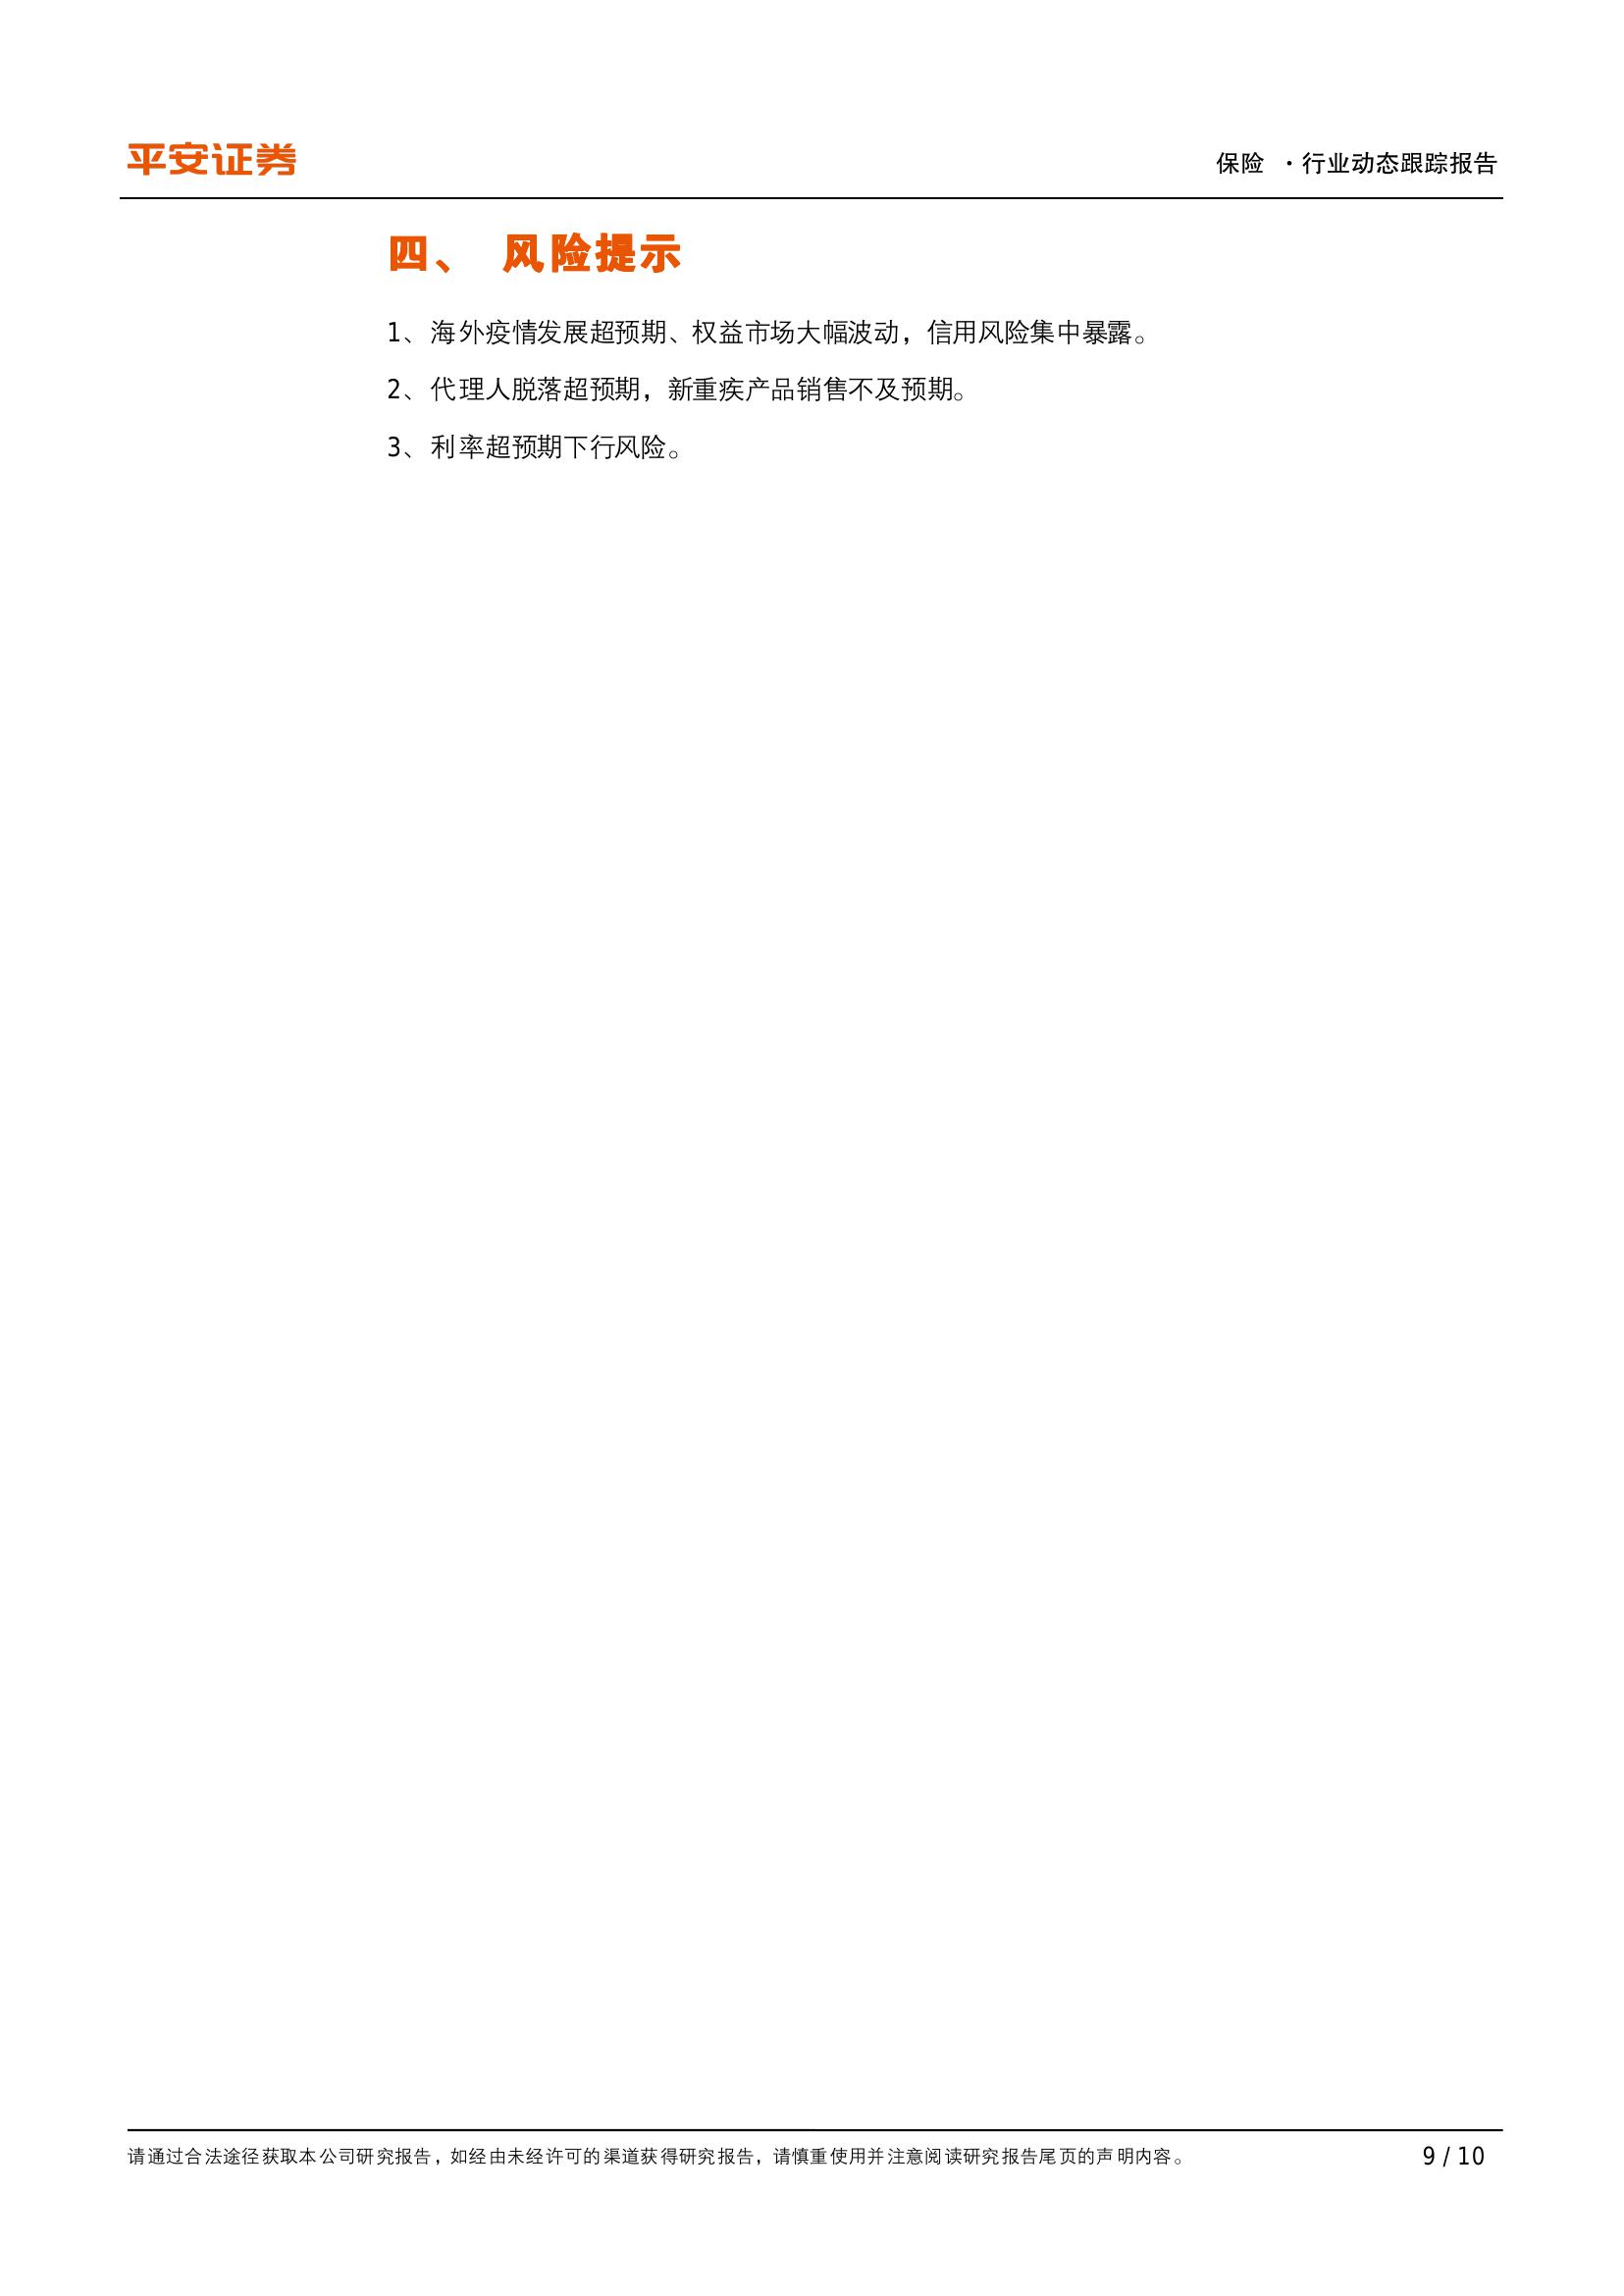 平安证券
保险 ·行业动态跟踪报告
四、 风险提示
1、海外疫情发展超预期、权益市场大幅波动，信用风险集中暴露。
2、代理人脱落超预期，新重疾产品销售不及预期。
3、利率超预期下行风险。
请通过合法途径获取本公司研究报告，如经由未经许可的渠道获得研究报告，请慎重使用并注意阅读研究报告尾页的声明内容。 9 / 10